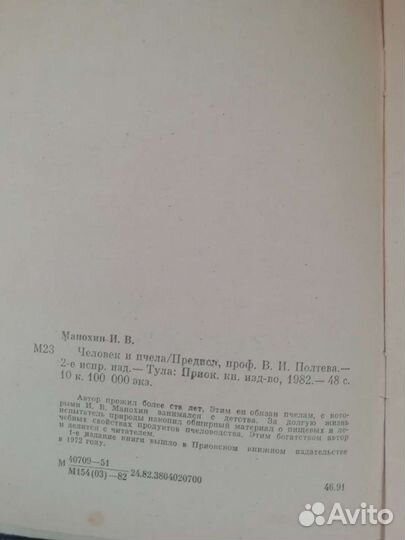 Манохин И. В.
М23 Человек и пчела/Предисл. проф. В. И. Полтева.—
2-е испр. изд.— Тула: Приок. кн. изд-во, 1982.— 48 с.
10 к. 100 000 экз.
Автор прожил более ста лет. Этим он обязан пчелам, с кото-
рыми И. В. Манохин занимался с детства. За долгую жизнь
испытатель природы накопил обширный материал о пищевых и ле-
чебных свойствах продуктов пчеловодства. Этим богатством автор
и делится с читателем.
1-е издание книги вышло в Приокском книжном издательстве
в 1972 году.
М 40709—51
М154(03)—82 24.82.3804020700
46.91
Avito